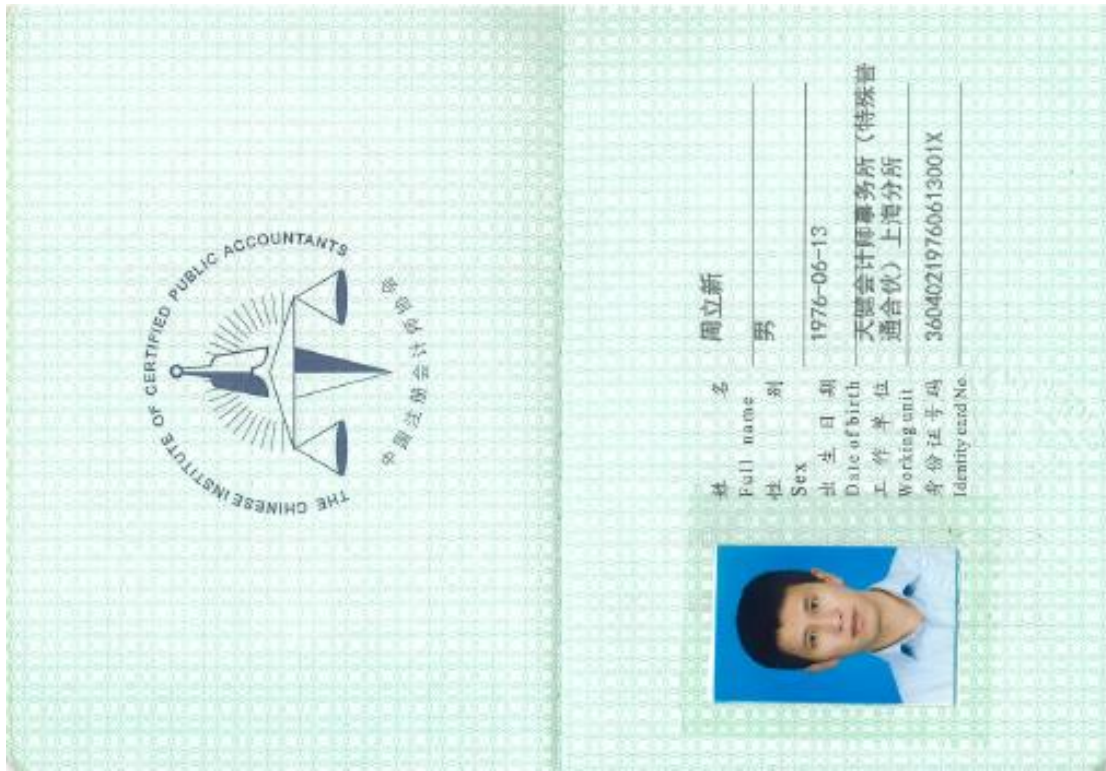 THE CHINESE INSTITUTE OF CERTIFIED PUBLIC ACCOUNTANTS
中国注册会计师协会
姓名 周立新
Full name
性别 男
Sex
出生日期 1976-06-13
Date of birth
工作单位 天健会计师事务所（特殊普
通合伙）上海分所
Working unit
身份证号码 36040219760613001X
Identity card No.